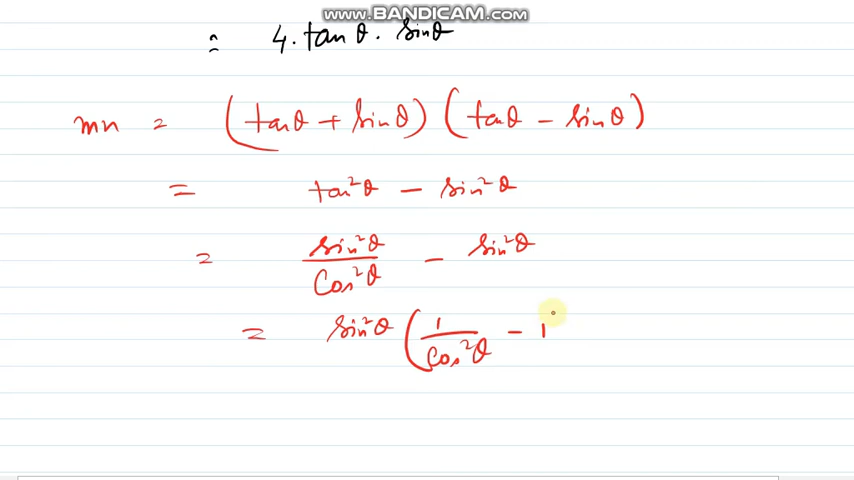 www.BANDICAM.com
= 4. tanθ. sinθ
mn = (tanθ + sinθ) (tanθ - sinθ)
= tan²θ - sin²θ
= sin²θ/Cos²θ - sin²θ
= sin²θ (1/Cos²θ - 1